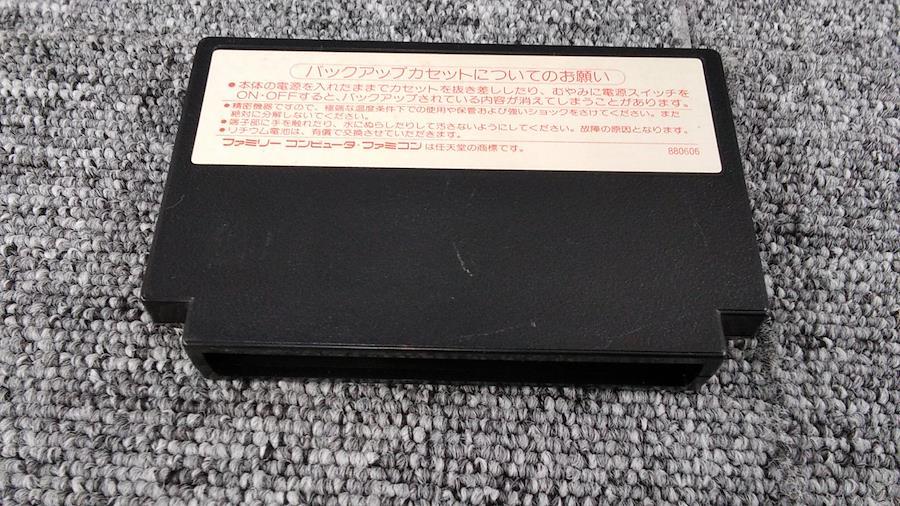 バックアップカセットについてのお願い
●本体の電源を入れたままでカセットを抜き差ししたり、むやみに電源スイッチを
ON・OFFすると、バックアップされている内容が消えてしまうことがあります。
●精密機器ですので、極端な温度条件下での使用や保管および強いショックをさけてください。また
絶対に分解しないでください。
●端子部に手を触れたり、水にぬらしたりして汚さないようにしてください。故障の原因となります。
●リチウム電池は、有償で交換させていただきます。
ファミリー コンピュータ・ファミコン は任天堂の商標です。
880606